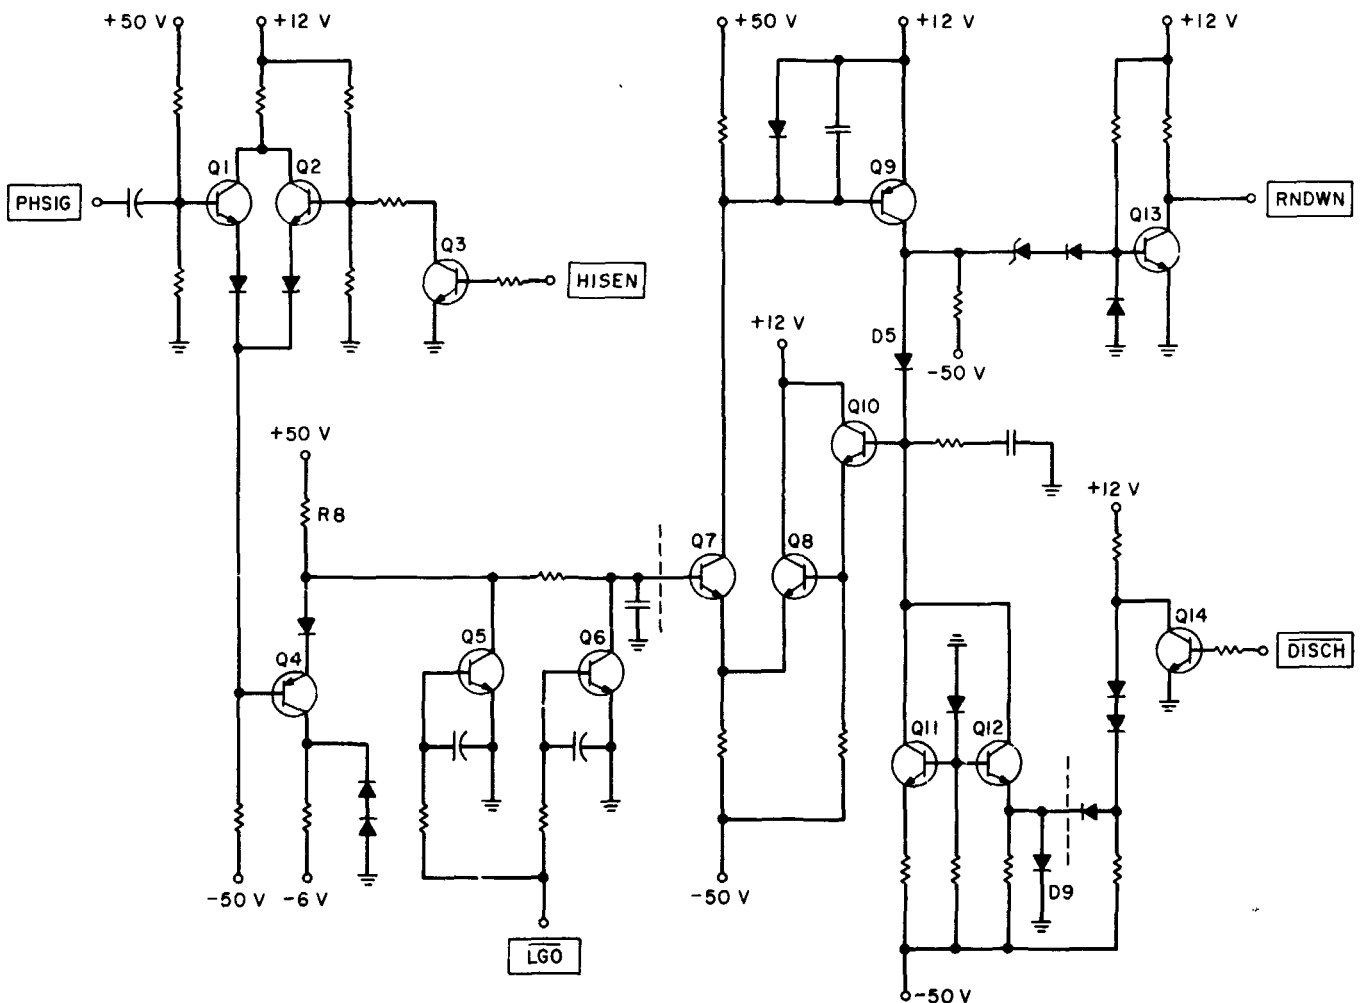 +50 V
+12 V
+50 V
+12 V
+12 V
Q1
Q2
Q9
PHSIG
Q3
HISEN
Q13
RNDWN
+12 V
D5
-50 V
Q10
+50 V
R8
+12 V
Q7
Q8
Q4
Q5
Q6
Q14
DISCH
Q11
Q12
D9
-50 V
-6 V
-50 V
LGO
-50 V